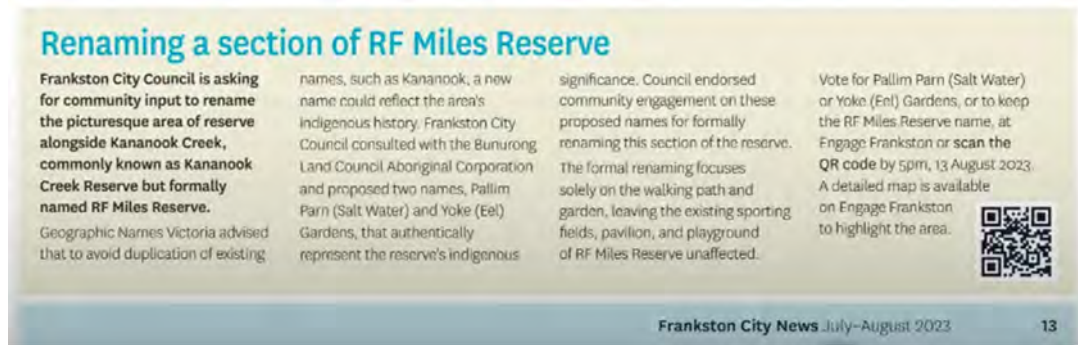 Renaming a section of RF Miles Reserve
Frankston City Council is asking
for community input to rename
the picturesque area of reserve
alongside Kananook Creek,
commonly known as Kananook
Creek Reserve but formally
named RF Miles Reserve.
Geographic Names Victoria advised
that to avoid duplication of existing
names, such as Kananook, a new
name could reflect the area's
indigenous history. Frankston City
Council consulted with the Bunurong
Land Council Aboriginal Corporation
and proposed two names, Pallim
Parn (Salt Water) and Yoke (Eel)
Gardens, that authentically
represent the reserve's indigenous
significance. Council endorsed
community engagement on these
proposed names for formally
renaming this section of the reserve.
The formal renaming focuses
solely on the walking path and
garden, leaving the existing sporting
fields, pavilion, and playground
of RF Miles Reserve unaffected.
Vote for Pallim Parn (Salt Water)
or Yoke (Eel) Gardens, or to keep
the RF Miles Reserve name, at
Engage Frankston or scan the
QR code by 5pm, 13 August 2023.
A detailed map is available
on Engage Frankston
to highlight the area.
Frankston City News July–August 2023 13